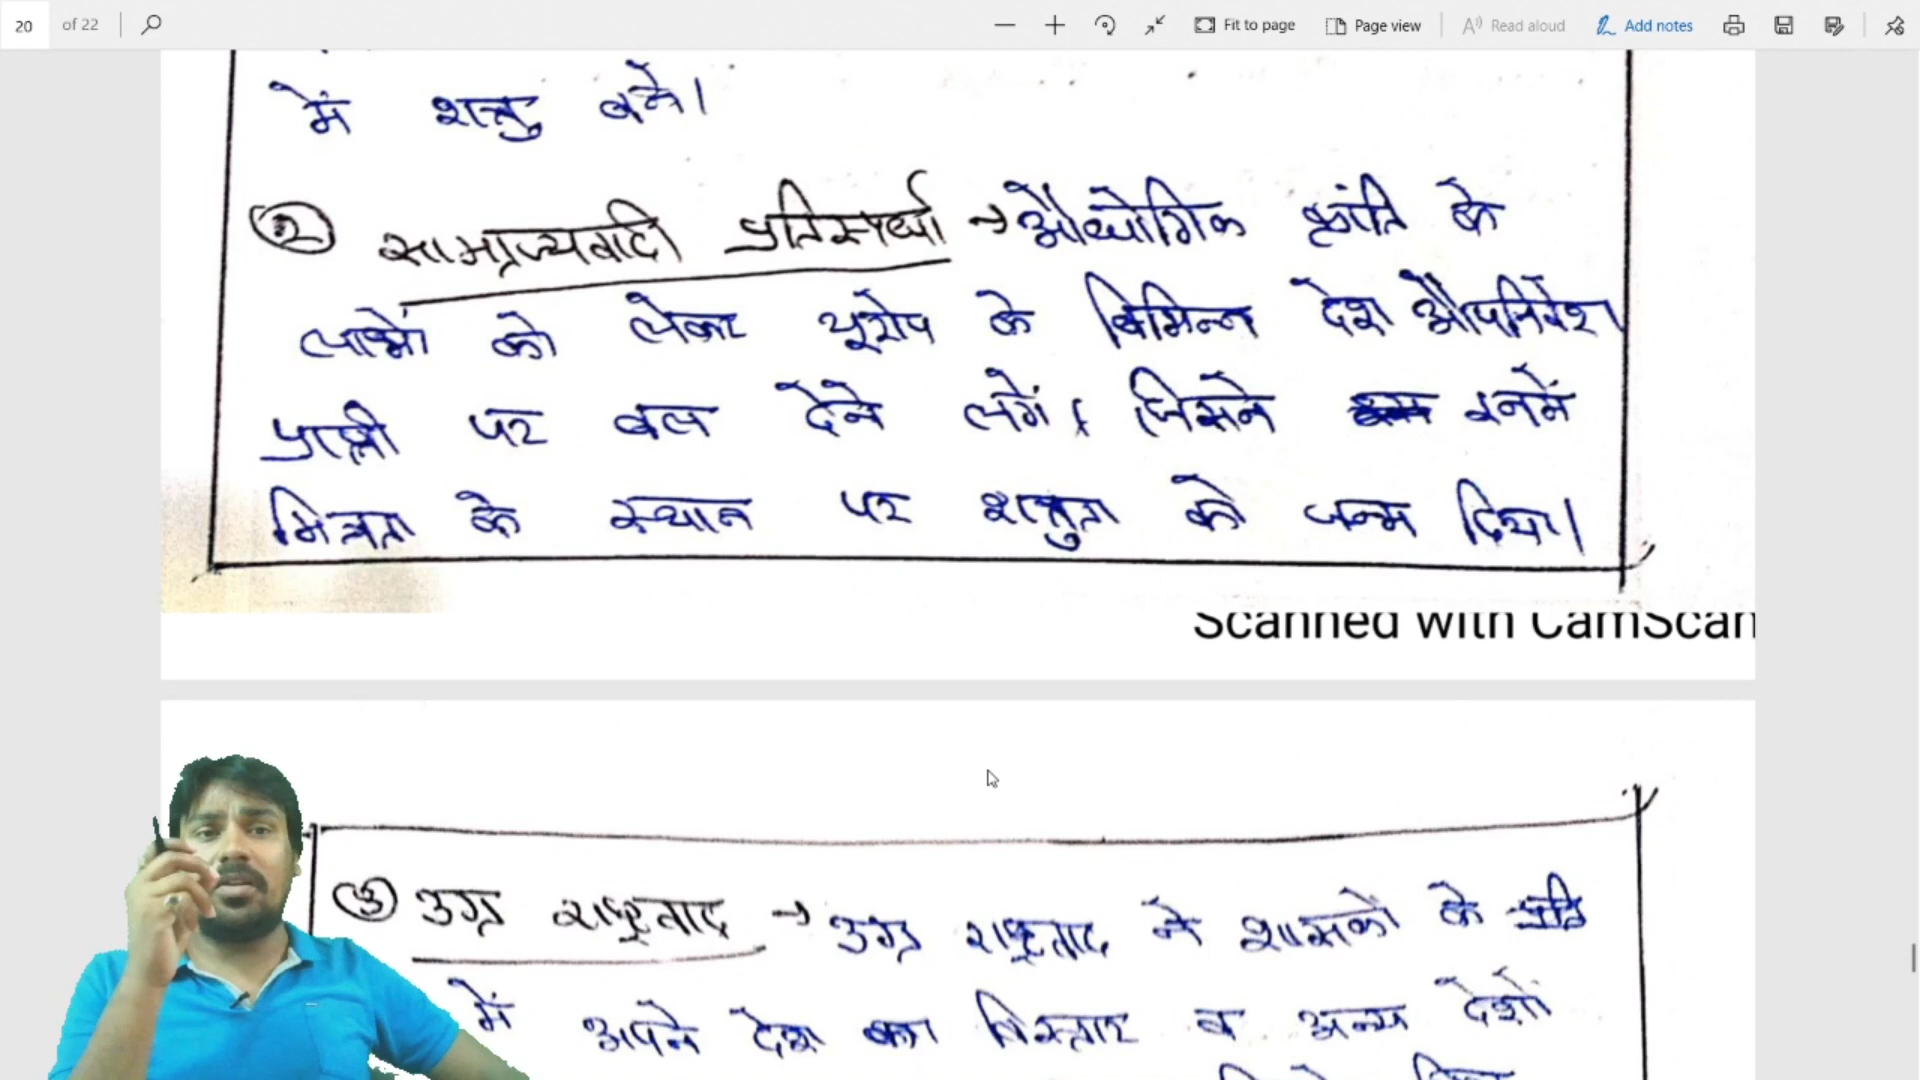 20 of 22 Fit to page Page view Read aloud Add notes
में शत्रु बने।
② साम्राज्यवादी प्रतिस्पर्धा → औद्योगिक क्रांति के
लाभों को लेकर यूरोप के विभिन्न देश औपनिवेश
प्राप्ती पर बल देने लगे, जिसने इनमें
मित्रता के स्थान पर शत्रुता को जन्म दिया।
Scanned with CamScan
③ उग्र राष्ट्रवाद → उग्र राष्ट्रवाद ने शासकों के
में अपने देश का विस्तार व अन्य देशों